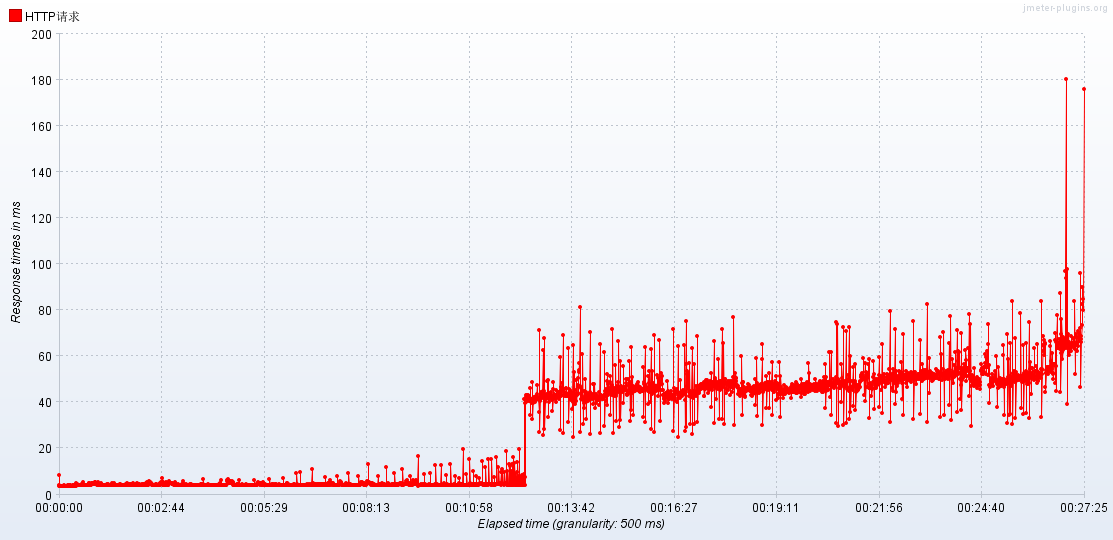 jmeter-plugins.org
HTTP请求
200
180
160
140
120
100
80
60
40
20
0
Response times in ms
00:00:00 00:02:44 00:05:29 00:08:13 00:10:58 00:13:42 00:16:27 00:19:11 00:21:56 00:24:40 00:27:25
Elapsed time (granularity: 500 ms)